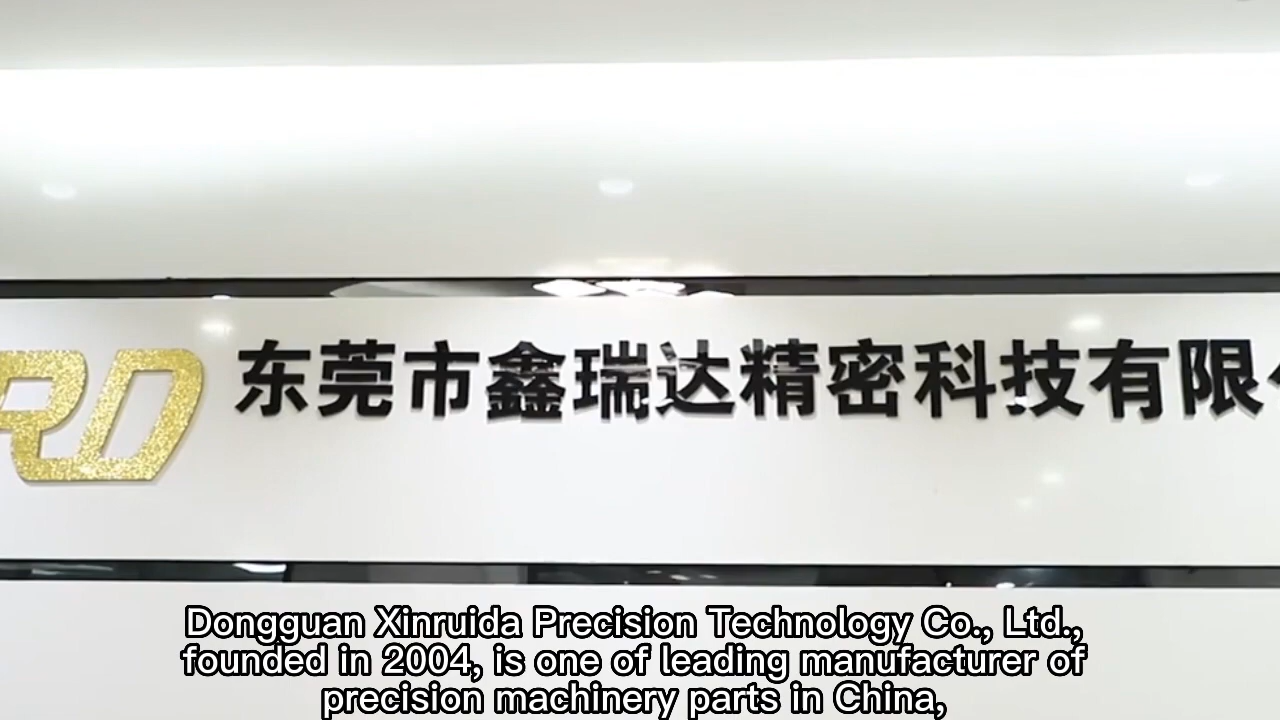 RD 东莞市鑫瑞达精密科技有限
Dongguan Xinruida Precision Technology Co., Ltd.,
founded in 2004, is one of leading manufacturer of
precision machinery parts in China,